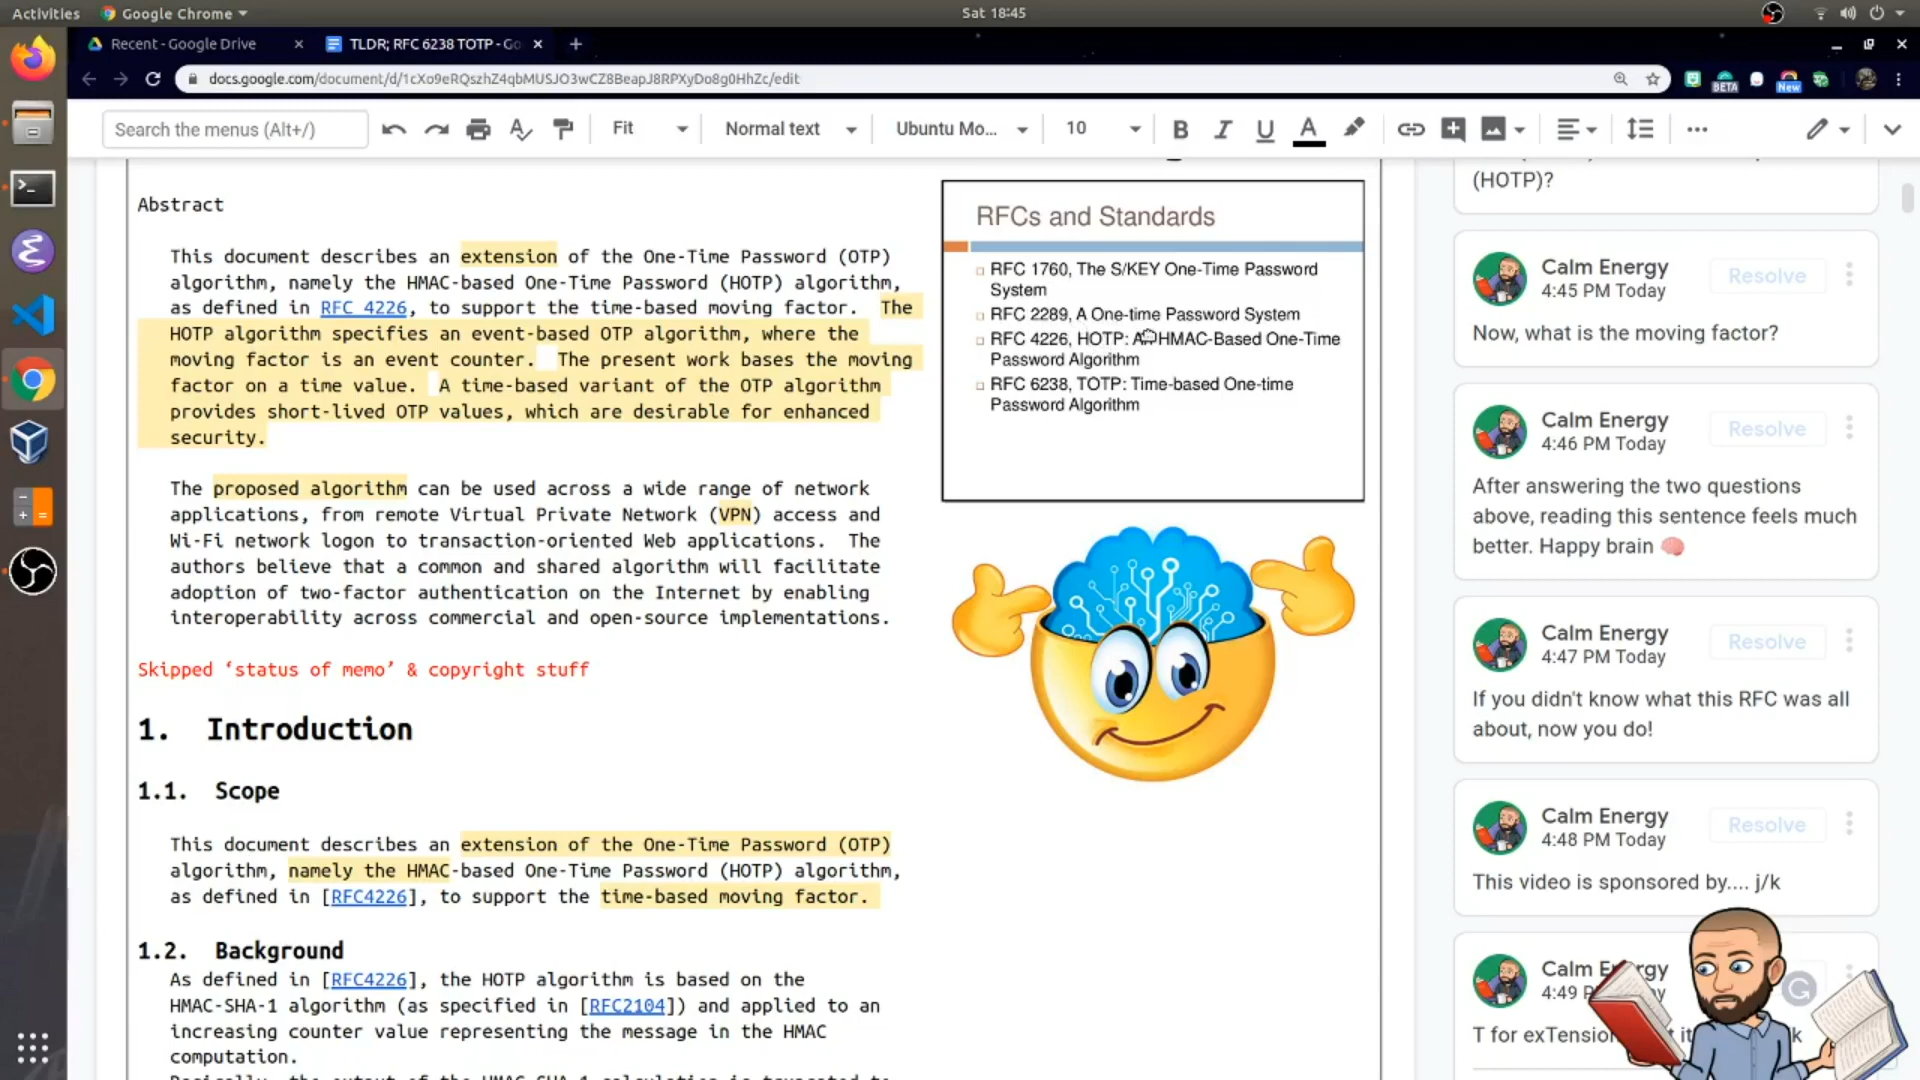 Activities
Google Chrome
Sat 18:45
Recent - Google Drive
TLDR; RFC 6238 TOTP - Go
docs.google.com/document/d/1cXo9eRQszhZ4qbMUSJO3wCZ8BeapJ8RPXyDo8g0HhZc/edit
BETA
New
Search the menus (Alt+/)
Fit
Normal text
Ubuntu Mo...
10
B I U A
Abstract
This document describes an extension of the One-Time Password (OTP)
algorithm, namely the HMAC-based One-Time Password (HOTP) algorithm,
as defined in RFC 4226, to support the time-based moving factor. The
HOTP algorithm specifies an event-based OTP algorithm, where the
moving factor is an event counter. The present work bases the moving
factor on a time value. A time-based variant of the OTP algorithm
provides short-lived OTP values, which are desirable for enhanced
security.
The proposed algorithm can be used across a wide range of network
applications, from remote Virtual Private Network (VPN) access and
Wi-Fi network logon to transaction-oriented Web applications. The
authors believe that a common and shared algorithm will facilitate
adoption of two-factor authentication on the Internet by enabling
interoperability across commercial and open-source implementations.
Skipped ‘status of memo’ & copyright stuff
1. Introduction
1.1. Scope
This document describes an extension of the One-Time Password (OTP)
algorithm, namely the HMAC-based One-Time Password (HOTP) algorithm,
as defined in [RFC4226], to support the time-based moving factor.
1.2. Background
As defined in [RFC4226], the HOTP algorithm is based on the
HMAC-SHA-1 algorithm (as specified in [RFC2104]) and applied to an
increasing counter value representing the message in the HMAC
computation.
RFCs and Standards
RFC 1760, The S/KEY One-Time Password
System
RFC 2289, A One-time Password System
RFC 4226, HOTP: An HMAC-Based One-Time
Password Algorithm
RFC 6238, TOTP: Time-based One-time
Password Algorithm
(HOTP)?
Calm Energy
Resolve
4:45 PM Today
Now, what is the moving factor?
Calm Energy
Resolve
4:46 PM Today
After answering the two questions
above, reading this sentence feels much
better. Happy brain 🧠
Calm Energy
Resolve
4:47 PM Today
If you didn't know what this RFC was all
about, now you do!
Calm Energy
Resolve
4:48 PM Today
This video is sponsored by.... j/k
Calm Energy
4:49 P
T for exTension